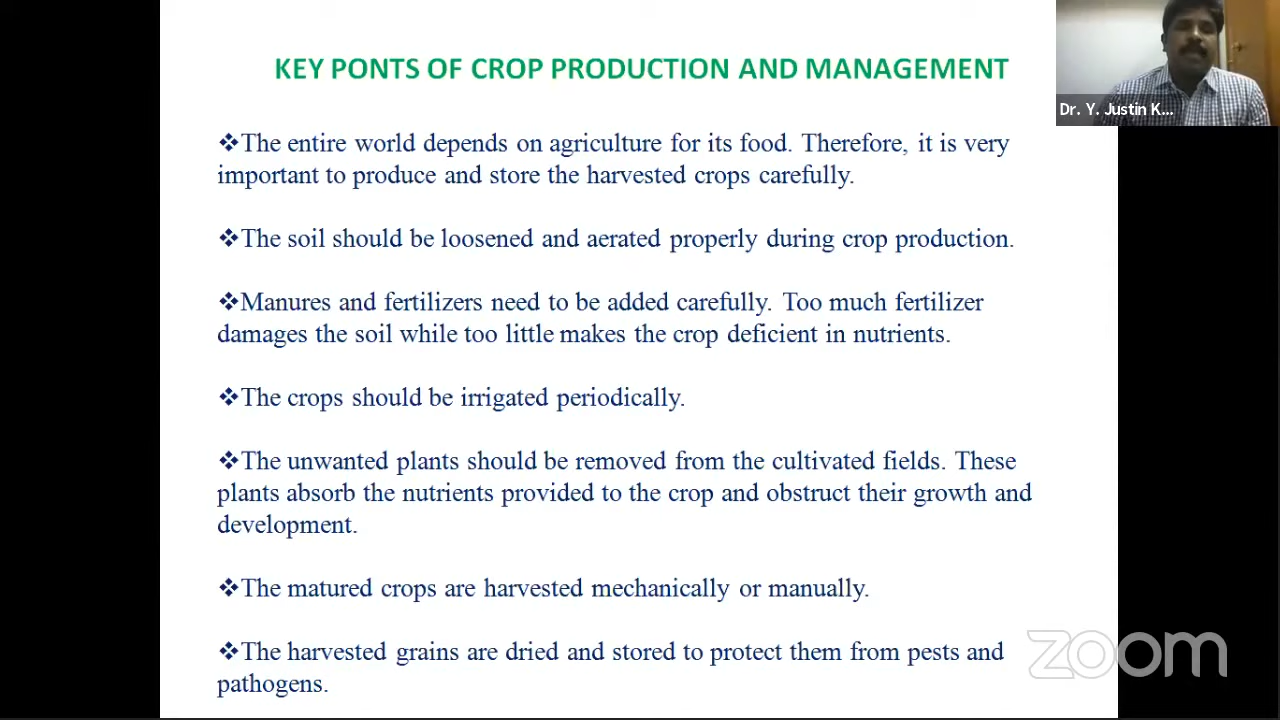 KEY PONTS OF CROP PRODUCTION AND MANAGEMENT
Dr. Y. Justin K...
❖The entire world depends on agriculture for its food. Therefore, it is very
important to produce and store the harvested crops carefully.
❖The soil should be loosened and aerated properly during crop production.
❖Manures and fertilizers need to be added carefully. Too much fertilizer
damages the soil while too little makes the crop deficient in nutrients.
❖The crops should be irrigated periodically.
❖The unwanted plants should be removed from the cultivated fields. These
plants absorb the nutrients provided to the crop and obstruct their growth and
development.
❖The matured crops are harvested mechanically or manually.
❖The harvested grains are dried and stored to protect them from pests and
pathogens.
zoom